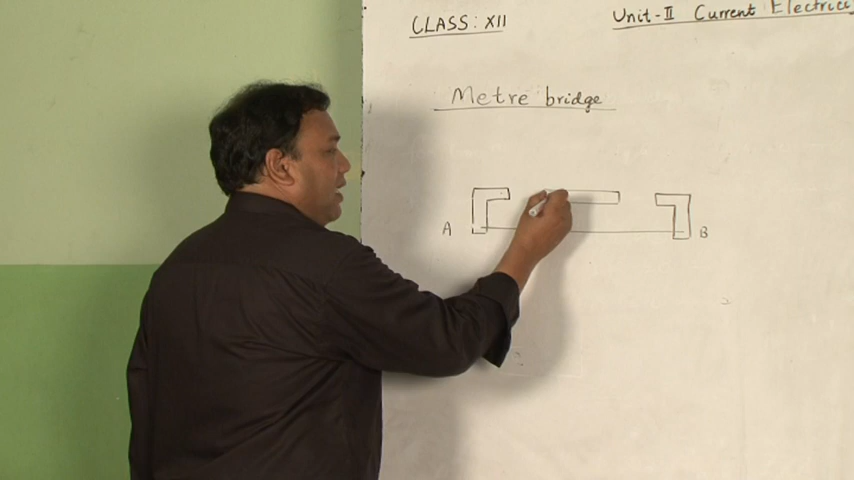 CLASS: XII
Unit-II Current Electricity
Metre bridge
A
B